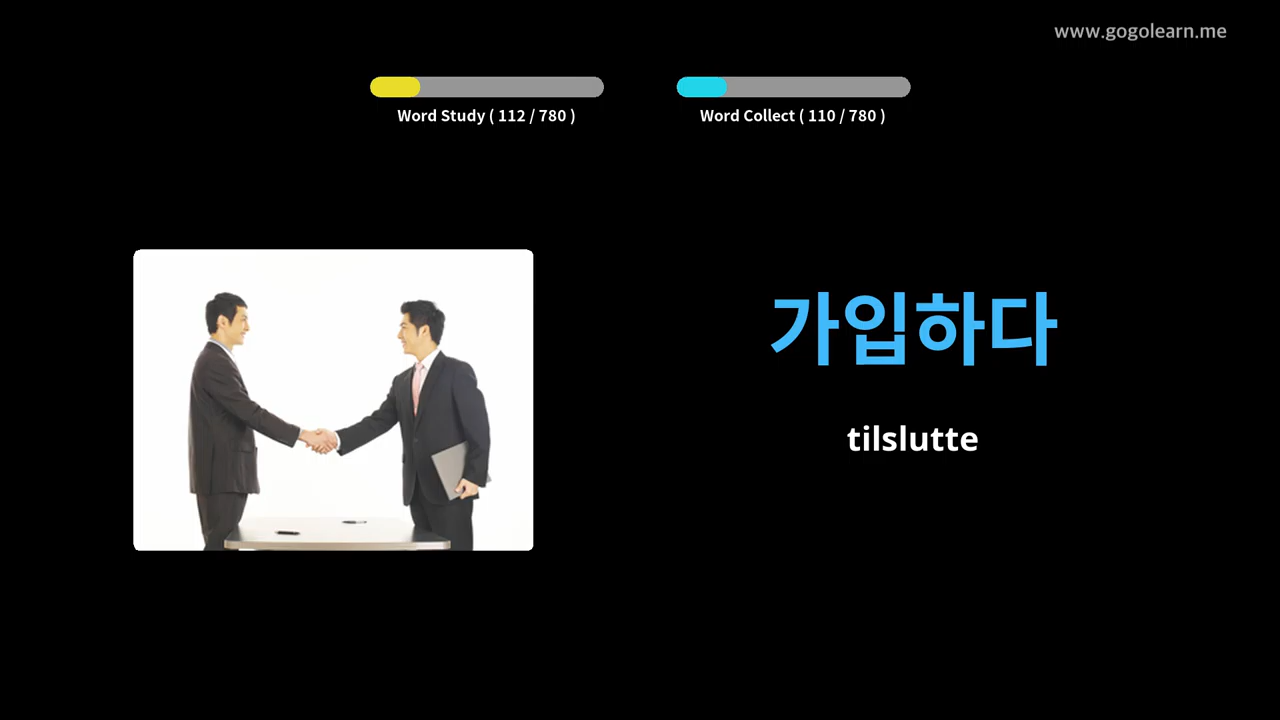 www.gogolearn.me
Word Study ( 112 / 780 )
Word Collect ( 110 / 780 )
가입하다
tilslutte